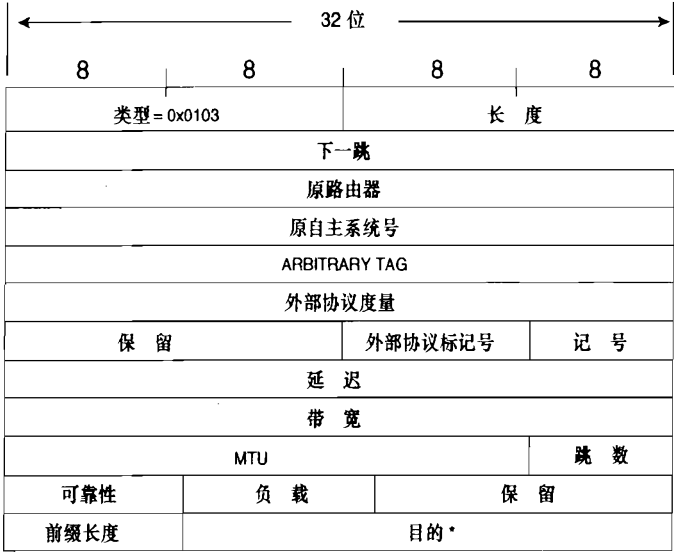 32 位
8 8 8 8
类型 = 0x0103 长 度
下一跳
原路由器
原自主系统号
ARBITRARY TAG
外部协议度量
保 留 外部协议标记号 记 号
延 迟
带 宽
MTU 跳 数
可靠性 负 载 保 留
前缀长度 目的 *